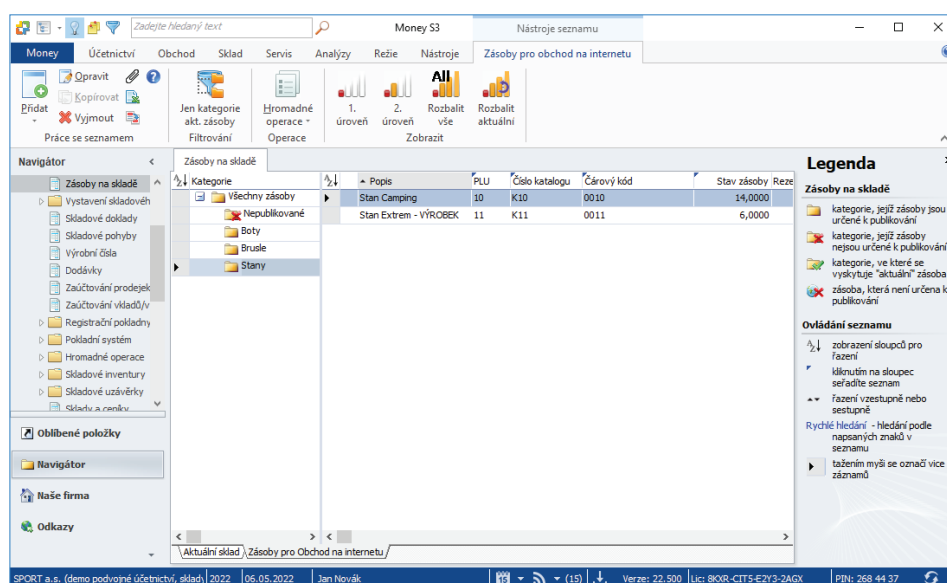 Zadejte hledaný text
Money S3
Nástroje seznamu
Money
Účetnictví
Obchod
Sklad
Servis
Analýzy
Režie
Nástroje
Zásoby pro obchod na internetu
Přidat
Opravit
Kopírovat
Vyjmout
Práce se seznamem
Jen kategorie
akt. zásoby
Filtrování
Hromadné
operace
Operace
1.
úroveň
2.
úroveň
All
Rozbalit
vše
Rozbalit
aktuální
Zobrazit
Navigátor
Zásoby na skladě
Vystavení skladovéh
Skladové doklady
Skladové pohyby
Výrobní čísla
Dodávky
Zaúčtování prodejek
Zaúčtování vkladů/v
Registrační pokladny
Pokladní systém
Hromadné operace
Skladové inventury
Skladové uzávěrky
Sklady a ceníky
Oblíbené položky
Navigátor
Naše firma
Odkazy
Zásoby na skladě
Kategorie
Všechny zásoby
Nepublikované
Boty
Brusle
Stany
Popis PLU Číslo katalogu Čárový kód Stav zásoby Reze
Stan Camping 10 K10 0010 14,0000
Stan Extrem - VÝROBEK 11 K11 0011 6,0000
Aktuální sklad
Zásoby pro Obchod na internetu
Legenda
Zásoby na skladě
kategorie, jejíž zásoby jsou
určené k publikování
kategorie, jejíž zásoby
nejsou určené k publikování
kategorie, ve které se
vyskytuje "aktuální" zásoba
zásoba, která není určena k
publikování
Ovládání seznamu
zobrazení sloupců pro
řazení
kliknutím na sloupec
seřadíte seznam
řazení vzestupně nebo
sestupně
Rychlé hledání - hledání podle
napsaných znaků v
seznamu
tažením myši se označí více
záznamů
SPORT a.s. (demo podvojné účetnictví, sklad) 2022 06.05.2022 Jan Novák (15) Verze: 22.500 Lic: 8KXR-CIT5-E2Y3-2AGX PIN: 268 44 37